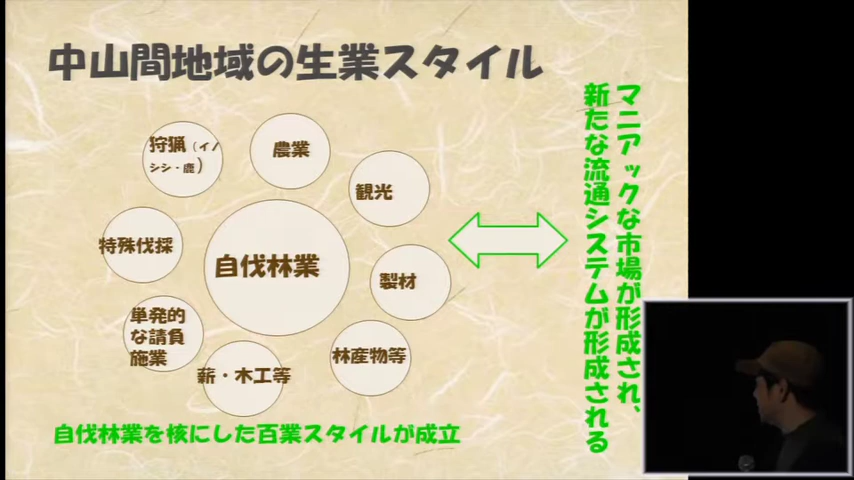 中山間地域の生業スタイル
狩猟（イノ
シシ・鹿）
農業
観光
特殊伐採
自伐林業
製材
単発的
な請負
施業
薪・木工等
林産物等
自伐林業を核にした百業スタイルが成立
マニアックな市場が形成され、
新たな流通システムが形成される